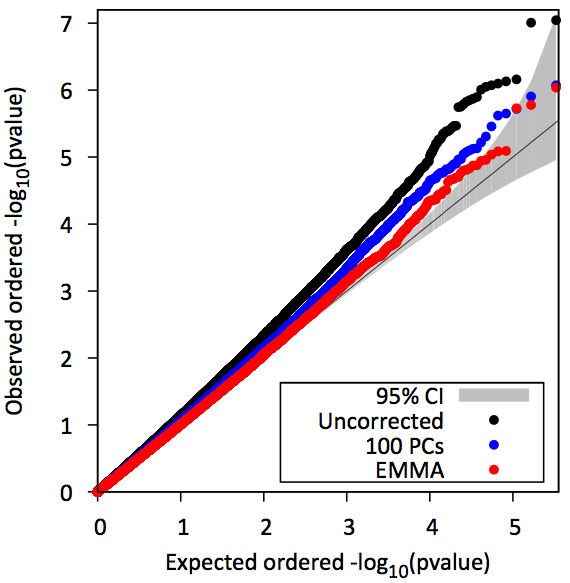 Observed ordered -log10(pvalue)
7
6
5
4
3
2
1
0
95% CI
Uncorrected
100 PCs
EMMA
0 1 2 3 4 5
Expected ordered -log10(pvalue)